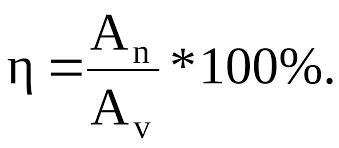 η = Aₙ / Aᵥ * 100%.